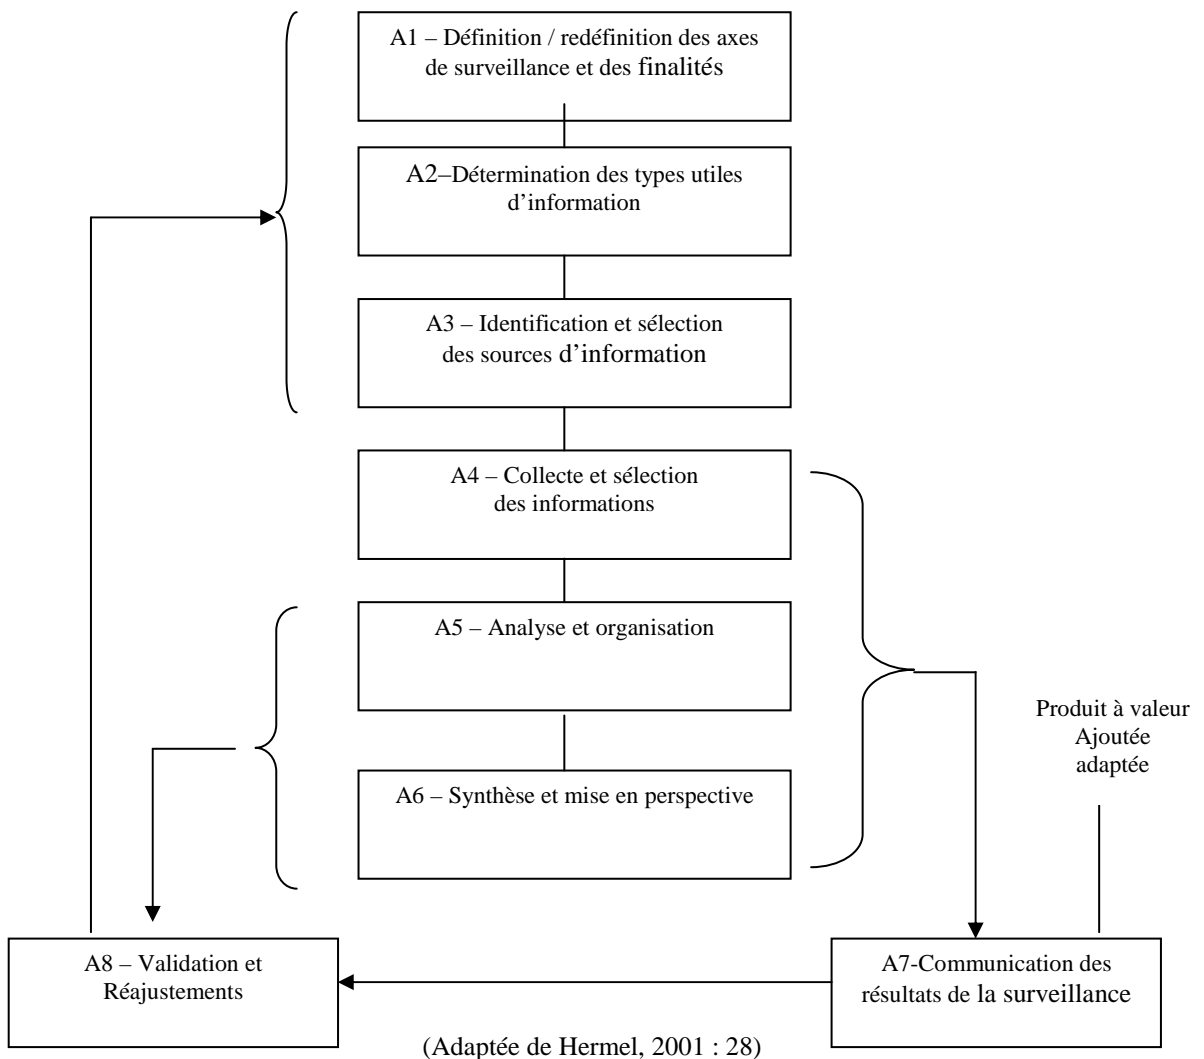 A1 – Définition / redéfinition des axes
de surveillance et des finalités
A2–Détermination des types utiles
d’information
A3 – Identification et sélection
des sources d’information
A4 – Collecte et sélection
des informations
A5 – Analyse et organisation
Produit à valeur
Ajoutée
adaptée
A6 – Synthèse et mise en perspective
A8 – Validation et
Réajustements
A7-Communication des
résultats de la surveillance
(Adaptée de Hermel, 2001 : 28)